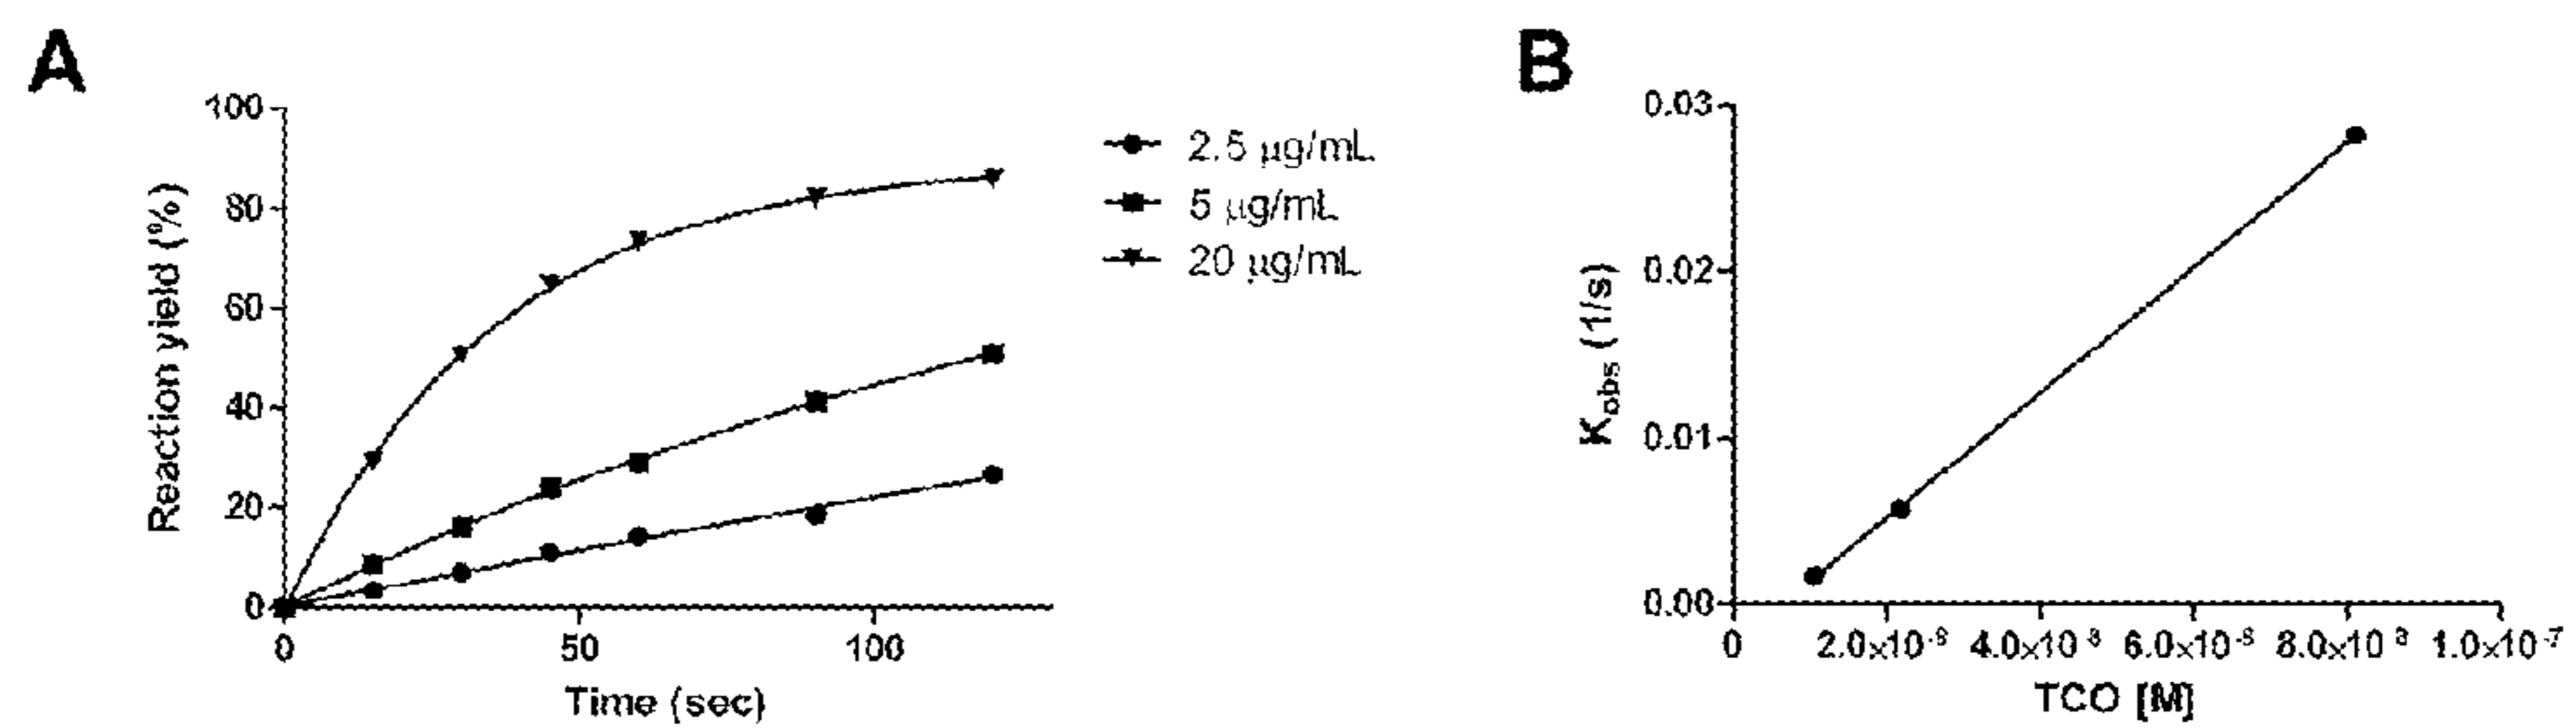 A
100
80
60
40
20
0
0 50 100
Reaction yield (%)
Time (sec)
2.5 µg/mL
5 µg/mL
20 µg/mL
B
0.03
0.02
0.01
0.00
0 2.0×10⁻⁸ 4.0×10⁻⁸ 6.0×10⁻⁸ 8.0×10⁻⁸ 1.0×10⁻⁷
Kobs (1/s)
TCO [M]